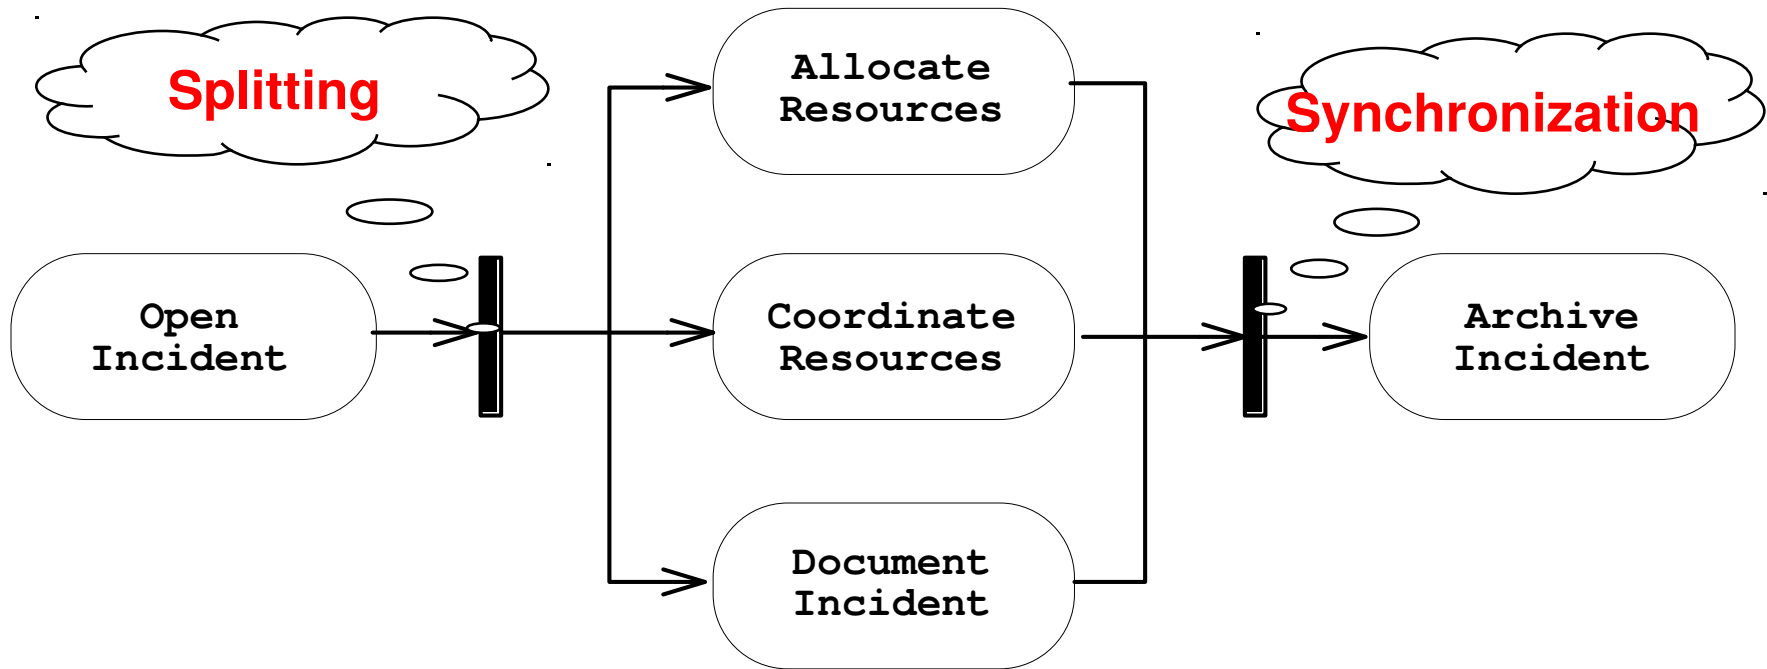 Splitting
Synchronization
Open
Incident
Allocate
Resources
Coordinate
Resources
Document
Incident
Archive
Incident